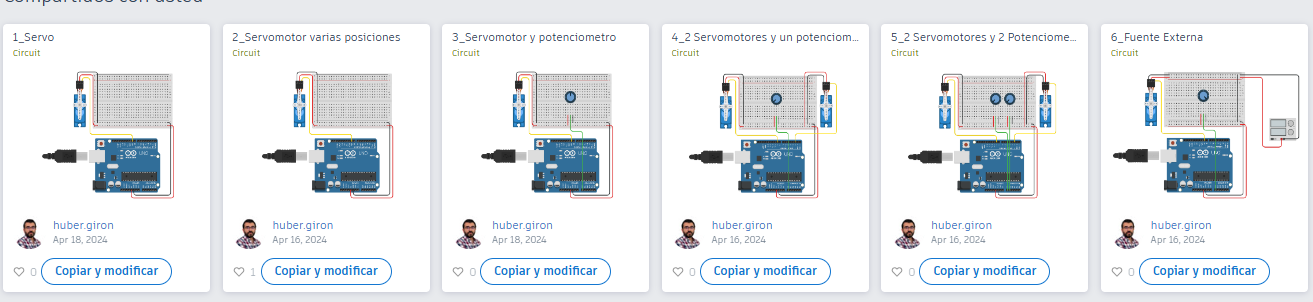 1_Servo
Circuit
huber.giron
Apr 18, 2024
0
Copiar y modificar
2_Servomotor varias posiciones
Circuit
huber.giron
Apr 16, 2024
1
Copiar y modificar
3_Servomotor y potenciometro
Circuit
huber.giron
Apr 18, 2024
0
Copiar y modificar
4_2 Servomotores y un potenciom...
Circuit
huber.giron
Apr 16, 2024
0
Copiar y modificar
5_2 Servomotores y 2 Potenciome...
Circuit
huber.giron
Apr 16, 2024
0
Copiar y modificar
6_Fuente Externa
Circuit
huber.giron
Apr 16, 2024
0
Copiar y modificar